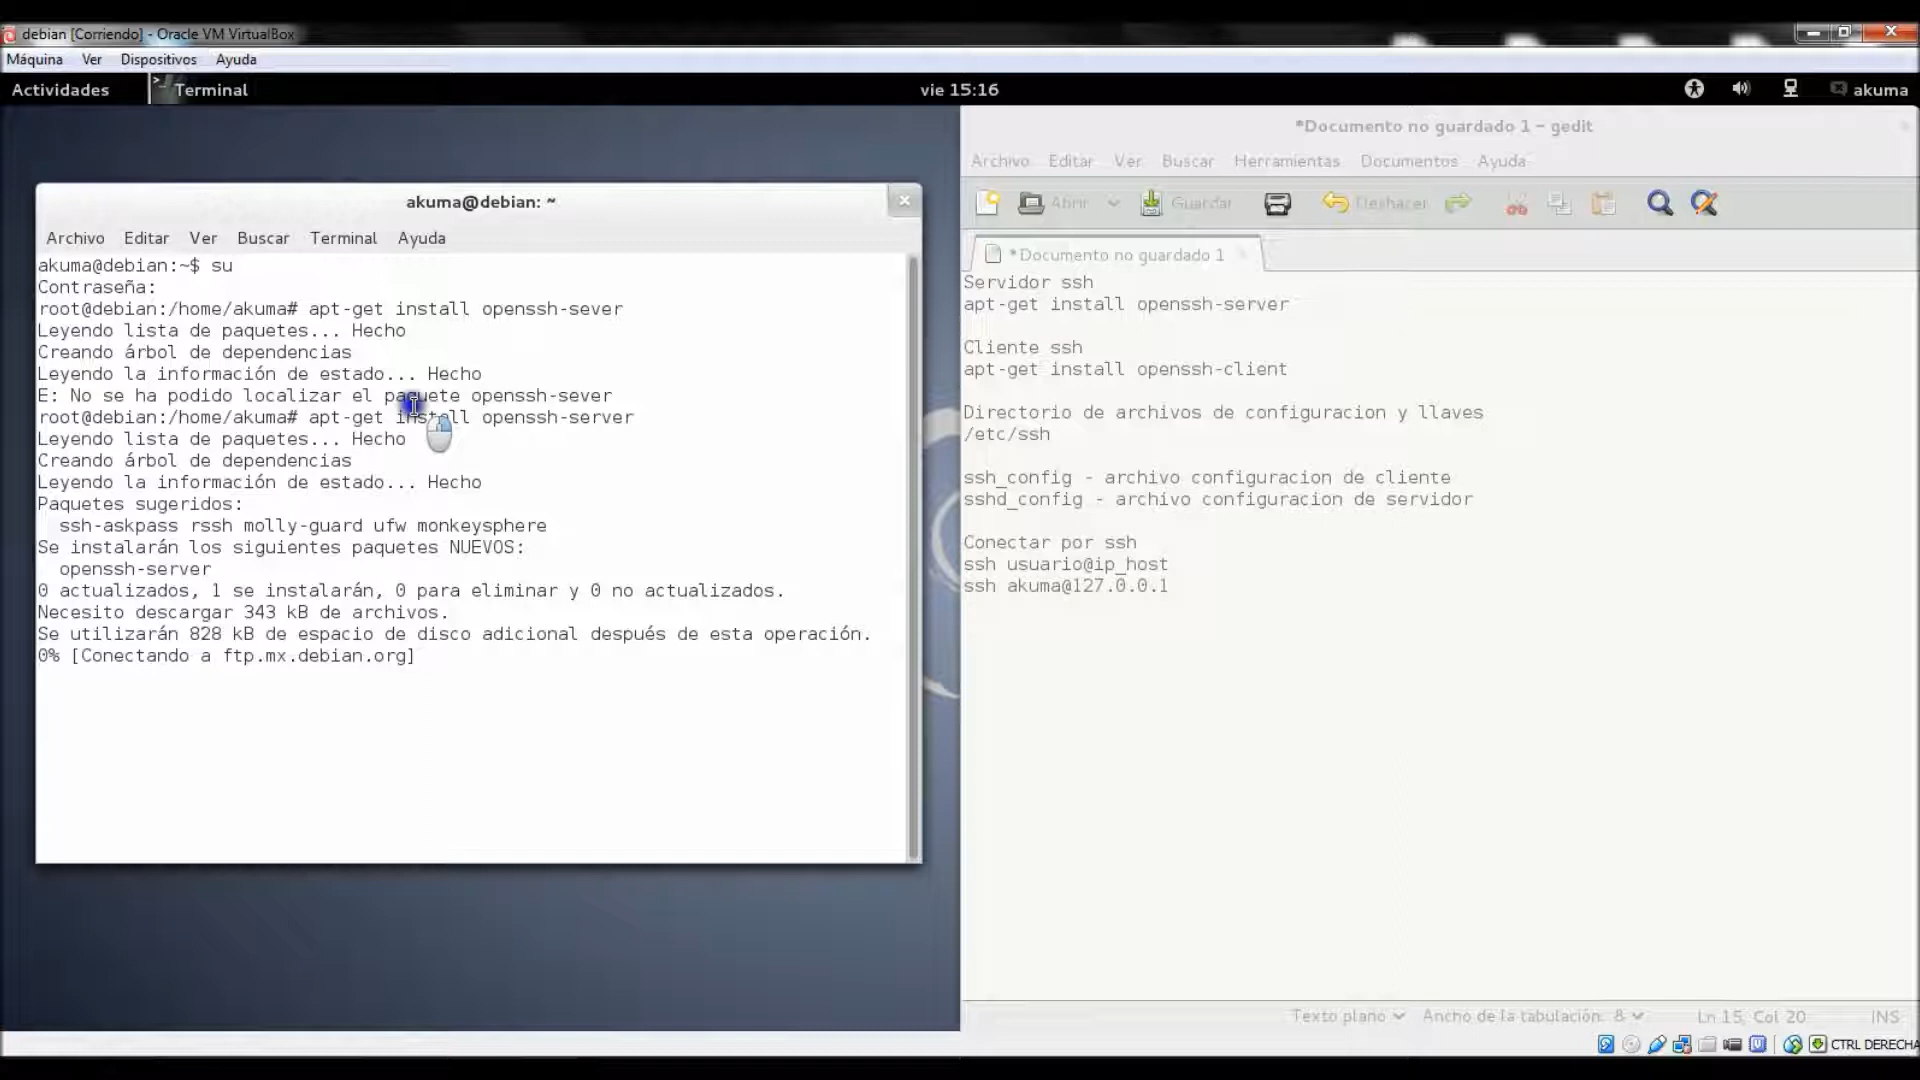 debian [Corriendo] - Oracle VM VirtualBox
Máquina Ver Dispositivos Ayuda
Actividades Terminal vie 15:16 akuma
akuma@debian: ~
Archivo Editar Ver Buscar Terminal Ayuda
akuma@debian:~$ su
Contraseña:
root@debian:/home/akuma# apt-get install openssh-sever
Leyendo lista de paquetes... Hecho
Creando árbol de dependencias
Leyendo la información de estado... Hecho
E: No se ha podido localizar el paquete openssh-sever
root@debian:/home/akuma# apt-get install openssh-server
Leyendo lista de paquetes... Hecho
Creando árbol de dependencias
Leyendo la información de estado... Hecho
Paquetes sugeridos:
ssh-askpass rssh molly-guard ufw monkeysphere
Se instalarán los siguientes paquetes NUEVOS:
openssh-server
0 actualizados, 1 se instalarán, 0 para eliminar y 0 no actualizados.
Necesito descargar 343 kB de archivos.
Se utilizarán 828 kB de espacio de disco adicional después de esta operación.
0% [Conectando a ftp.mx.debian.org]
*Documento no guardado 1 – gedit
Archivo Editar Ver Buscar Herramientas Documentos Ayuda
Abrir Guardar Deshacer
*Documento no guardado 1
Servidor ssh
apt-get install openssh-server
Cliente ssh
apt-get install openssh-client
Directorio de archivos de configuracion y llaves
/etc/ssh
ssh_config - archivo configuracion de cliente
sshd_config - archivo configuracion de servidor
Conectar por ssh
ssh usuario@ip_host
ssh akuma@127.0.0.1
Texto plano Ancho de la tabulación: 8 Ln 15, Col 20 INS
CTRL DERECHA